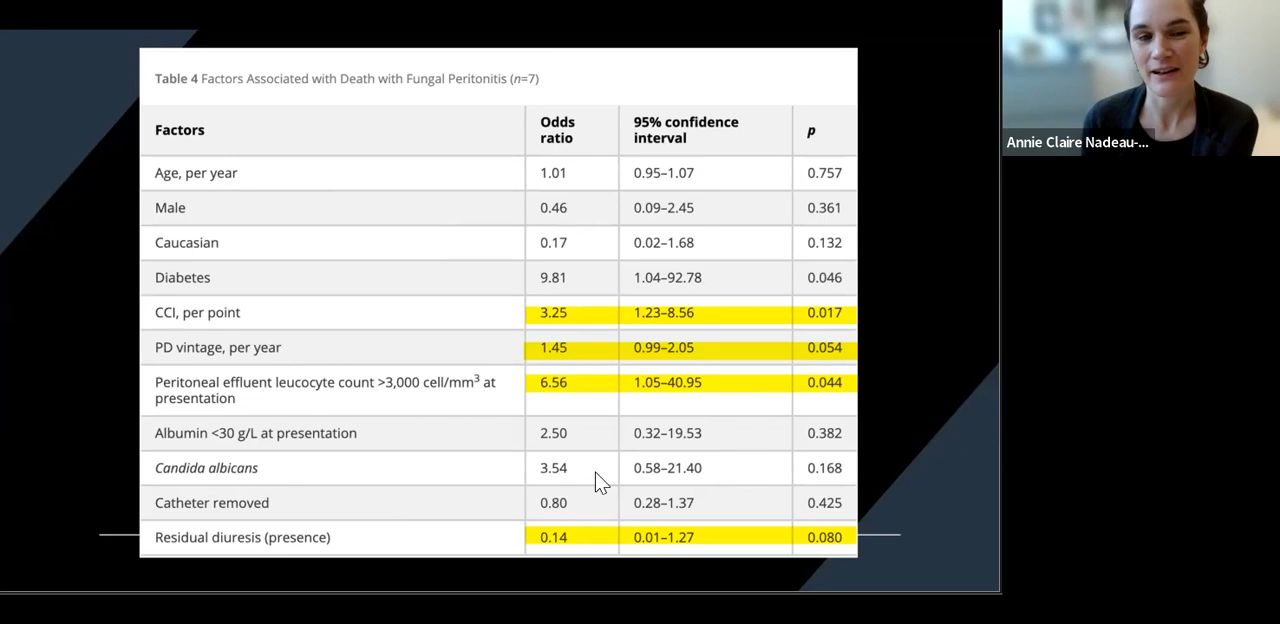 Table 4 Factors Associated with Death with Fungal Peritonitis (n=7)
Factors Odds ratio 95% confidence interval p
Age, per year 1.01 0.95–1.07 0.757
Male 0.46 0.09–2.45 0.361
Caucasian 0.17 0.02–1.68 0.132
Diabetes 9.81 1.04–92.78 0.046
CCI, per point 3.25 1.23–8.56 0.017
PD vintage, per year 1.45 0.99–2.05 0.054
Peritoneal effluent leucocyte count >3,000 cell/mm³ at presentation 6.56 1.05–40.95 0.044
Albumin <30 g/L at presentation 2.50 0.32–19.53 0.382
Candida albicans 3.54 0.58–21.40 0.168
Catheter removed 0.80 0.28–1.37 0.425
Residual diuresis (presence) 0.14 0.01–1.27 0.080
Annie Claire Nadeau-...